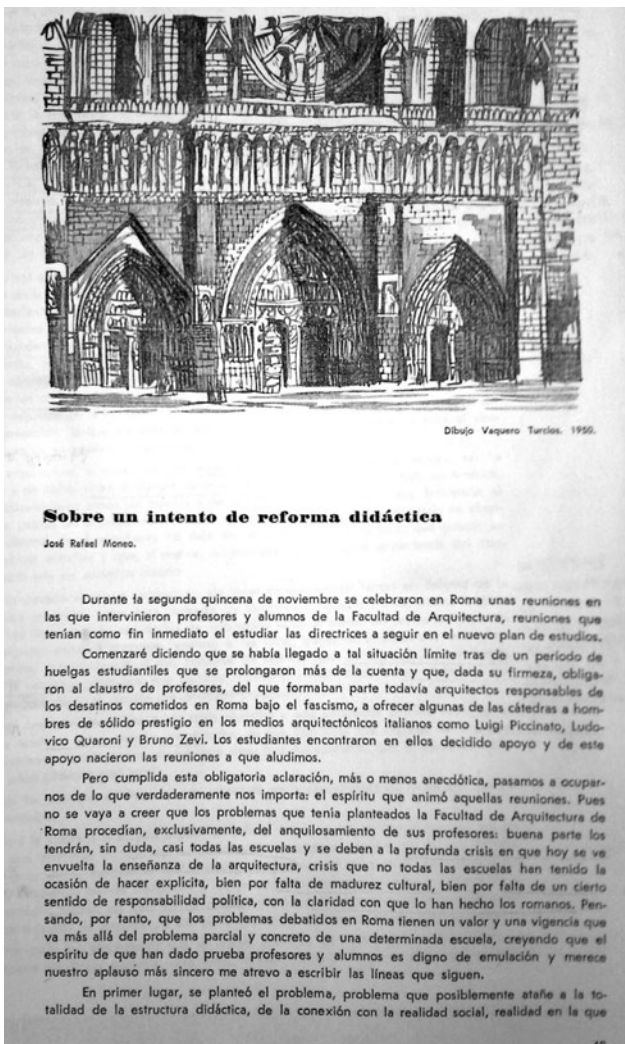 Dibujo Vaquero Turcios. 1950.
Sobre un intento de reforma didáctica
José Rafael Moneo.
Durante la segunda quincena de noviembre se celebraron en Roma unas reuniones en
las que intervinieron profesores y alumnos de la Facultad de Arquitectura, reuniones que
tenían como fin inmediato el estudiar las directrices a seguir en el nuevo plan de estudios.
Comenzaré diciendo que se había llegado a tal situación límite tras de un período de
huelgas estudiantiles que se prolongaron más de la cuenta y que, dada su firmeza, obliga-
ron al claustro de profesores, del que formaban parte todavía arquitectos responsables de
los desatinos cometidos en Roma bajo el fascismo, a ofrecer algunas de las cátedras a hom-
bres de sólido prestigio en los medios arquitectónicos italianos como Luigi Piccinato, Ludo-
vico Quaroni y Bruno Zevi. Los estudiantes encontraron en ellos decidido apoyo y de este
apoyo nacieron las reuniones a que aludimos.
Pero cumplida esta obligatoria aclaración, más o menos anecdótica, pasamos a ocupar-
nos de lo que verdaderamente nos importa: el espíritu que animó aquellas reuniones. Pues
no se vaya a creer que los problemas que tenía planteados la Facultad de Arquitectura de
Roma procedían, exclusivamente, del anquilosamiento de sus profesores: buena parte los
tendrán, sin duda, casi todas las escuelas y se deben a la profunda crisis en que hoy se ve
envuelta la enseñanza de la arquitectura, crisis que no todas las escuelas han tenido la
ocasión de hacer explícita, bien por falta de madurez cultural, bien por falta de un cierto
sentido de responsabilidad política, con la claridad con que lo han hecho los romanos. Pen-
sando, por tanto, que los problemas debatidos en Roma tienen un valor y una vigencia que
va más allá del problema parcial y concreto de una determinada escuela, creyendo que el
espíritu de que han dado prueba profesores y alumnos es digno de emulación y merece
nuestro aplauso más sincero me atrevo a escribir las líneas que siguen.
En primer lugar, se planteó el problema, problema que posiblemente atañe a la to-
talidad de la estructura didáctica, de la conexión con la realidad social, realidad en la que